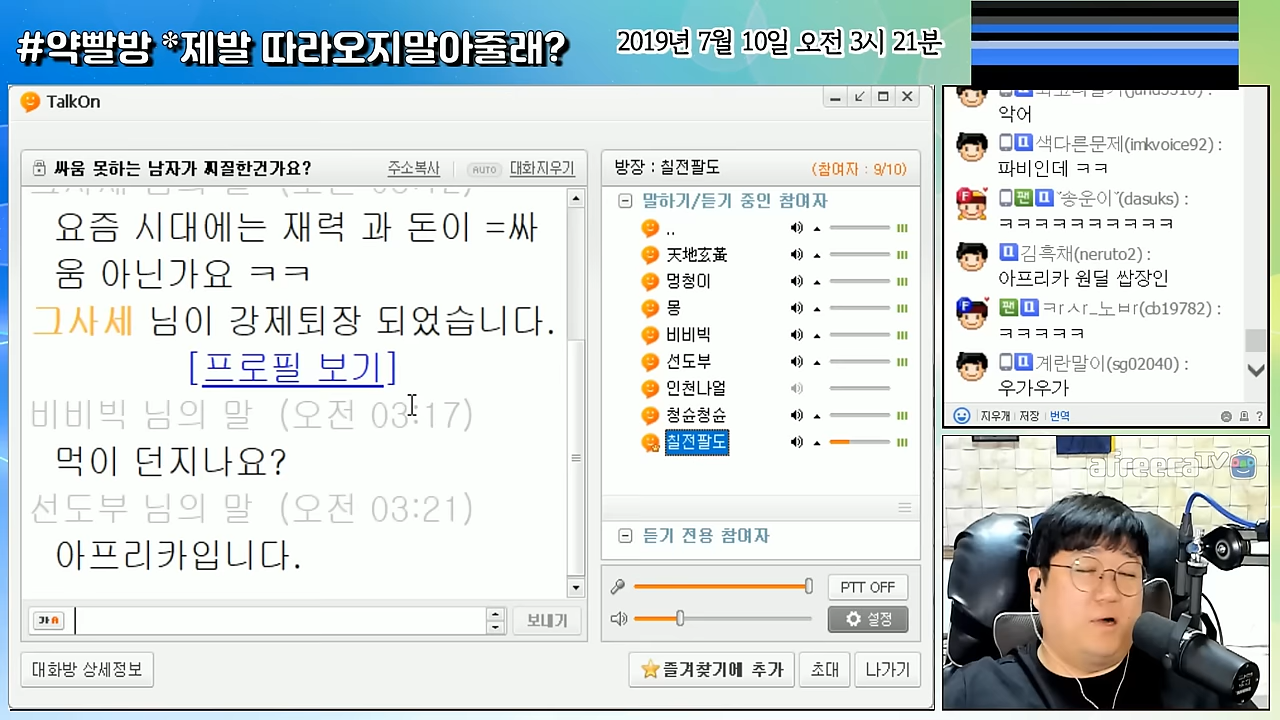 #약빨방 *제발 따라오지말아줄래?
2019년 7월 10일 오전 3시 21분
TalkOn
싸움 못하는 남자가 찌질한건가요?
주소복사
AUTO
대화지우기
요즘 시대에는 재력 과 돈이 =싸
움 아닌가요 ㅋㅋ
그사세 님이 강제퇴장 되었습니다.
[프로필 보기]
비비빅 님의 말 (오전 03:17)
먹이 던지나요?
선도부 님의 말 (오전 03:21)
아프리카입니다.
가A
보내기
대화방 상세정보
방장 : 칠전팔도
(참여자 : 9/10)
말하기/듣기 중인 참여자
..
天地玄黃
멍청미
몽
비비빅
선도부
인천나얼
청슌청슌
칠전팔도
듣기 전용 참여자
PTT OFF
설정
즐겨찾기에 추가
초대
나가기
악어
색다른문제(imkvoice92) :
파비인데 ㅋㅋ
F
팬
˘송운이˘(dasuks) :
ㅋㅋㅋㅋㅋㅋㅋㅋㅋㅋ
김흑채(neruto2) :
아프리카 원딜 쌉장인
F
팬
ㅋrㅅr_노ㅂr(cb19782) :
ㅋㅋㅋㅋㅋ
계란말이(sg02040) :
우가우가
지우개
저장
번역
afreecaTV